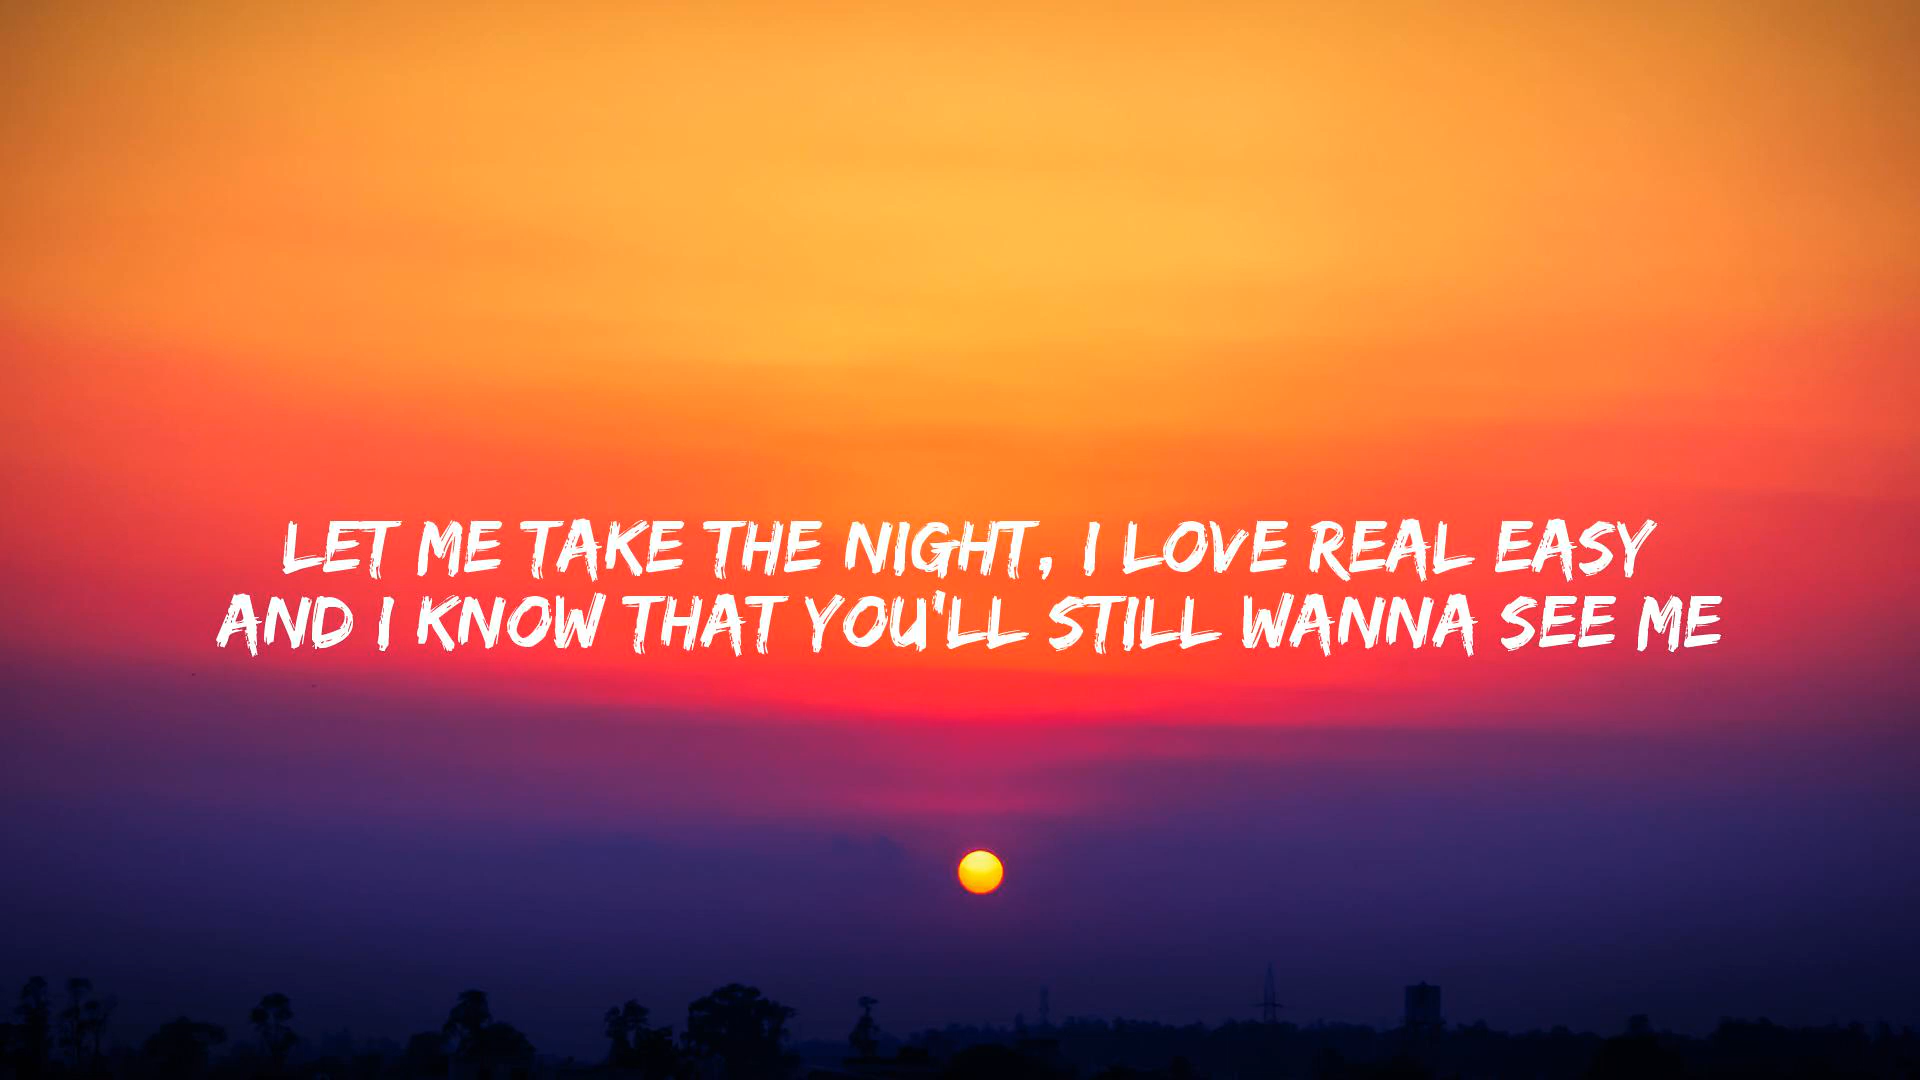 LET ME TAKE THE NIGHT, I LOVE REAL EASY
AND I KNOW THAT YOU'LL STILL WANNA SEE ME